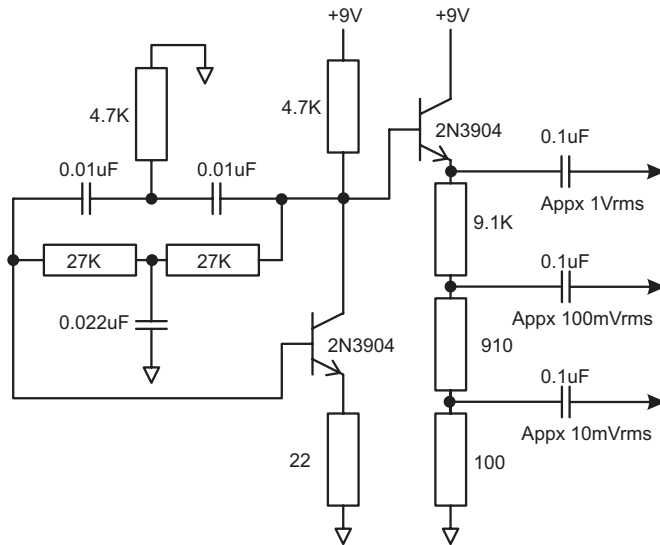 +9V
+9V
4.7K
4.7K
2N3904
0.1uF
0.01uF
0.01uF
Appx 1Vrms
9.1K
27K
27K
0.1uF
0.022uF
Appx 100mVrms
2N3904
910
0.1uF
Appx 10mVrms
22
100